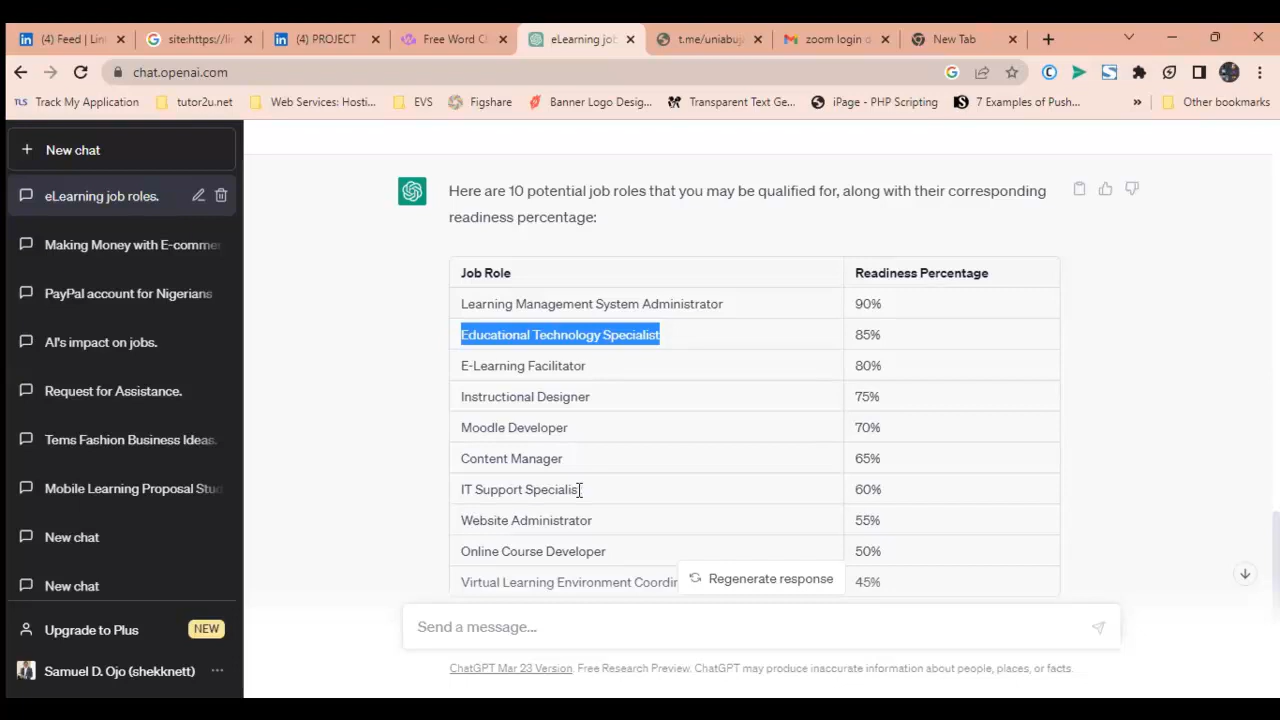 (4) Feed | Lin
site:https://li
(4) PROJECT
Free Word Cl
eLearning jo
t.me/uniabuj
zoom login d
New Tab
chat.openai.com
TLS Track My Application
tutor2u.net
Web Services: Hosti...
EVS
Figshare
Banner Logo Desig...
Transparent Text Ge...
iPage - PHP Scripting
7 Examples of Push...
»
Other bookmarks
+ New chat
eLearning job roles.
Making Money with E-comme
PayPal account for Nigerians
AI's impact on jobs.
Request for Assistance.
Tems Fashion Business Ideas.
Mobile Learning Proposal Stu
New chat
New chat
Upgrade to Plus NEW
Samuel D. Ojo (shekknett) ...
Here are 10 potential job roles that you may be qualified for, along with their corresponding
readiness percentage:
Job Role Readiness Percentage
Learning Management System Administrator 90%
Educational Technology Specialist 85%
E-Learning Facilitator 80%
Instructional Designer 75%
Moodle Developer 70%
Content Manager 65%
IT Support Specialis 60%
Website Administrator 55%
Online Course Developer 50%
Virtual Learning Environment Coordin 45%
Regenerate response
Send a message...
ChatGPT Mar 23 Version. Free Research Preview. ChatGPT may produce inaccurate information about people, places, or facts.